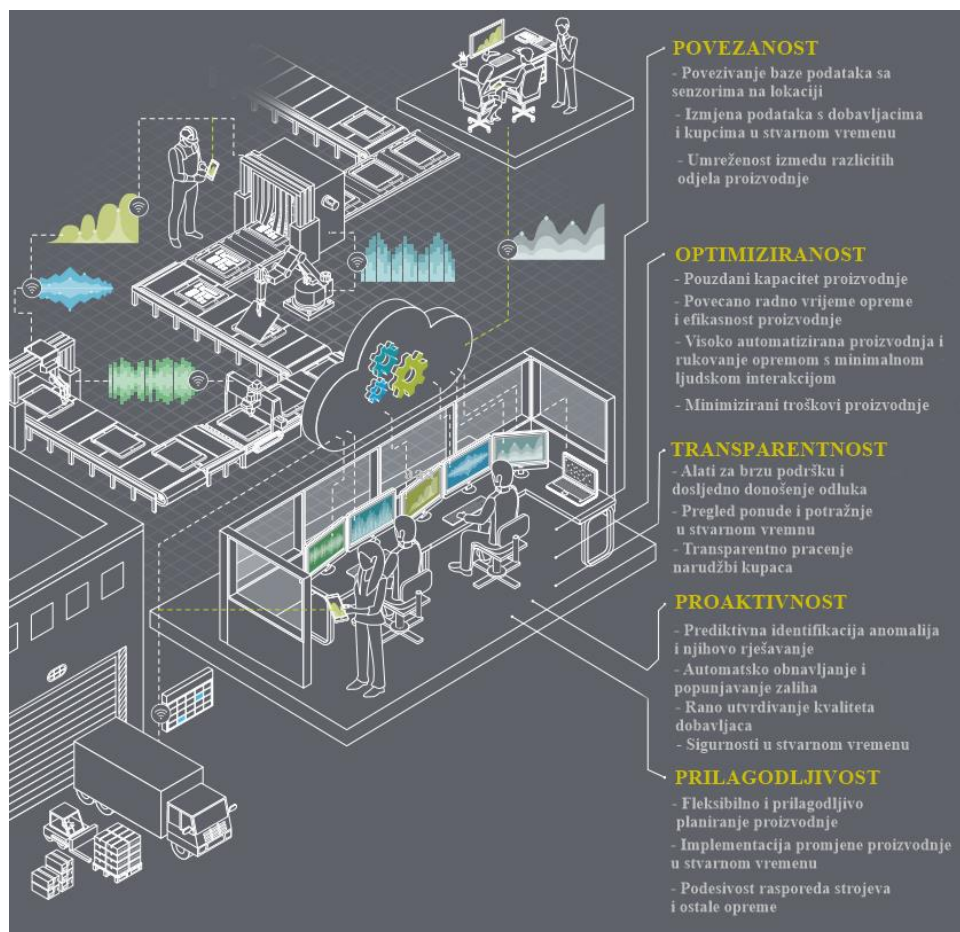 POVEZANOST
- Povezivanje baze podataka sa
senzorima na lokaciji
- Izmjena podataka s dobavljacima
i kupcima u stvarnom vremenu
- Umreženost izmedu razlicitih
odjela proizvodnje
OPTIMIZIRANOST
- Pouzdani kapacitet proizvodnje
- Povecano radno vrijeme opreme
i efikasnost proizvodnje
- Visoko automatizirana proizvodnja i
rukovanje opremom s minimalnom
ljudskom interakcijom
- Minimizirani troškovi proizvodnje
TRANSPARENTNOST
- Alati za brzu podršku i
dosljedno donošenje odluka
- Pregled ponude i potražnje
u stvarnom vremnu
- Transparentno pracenje
narudžbi kupaca
PROAKTIVNOST
- Prediktivna identifikacija anomalija
i njihovo rješavanje
- Automatsko obnavljanje i
popunjavanje zaliha
- Rano utvrdivanje kvaliteta
dobavljaca
- Sigurnosti u stvarnom vremenu
PRILAGODLJIVOST
- Fleksibilno i prilagodljivo
planiranje proizvodnje
- Implementacija promjene proizvodnje
u stvarnom vremenu
- Podesivost rasporeda strojeva
i ostale opreme